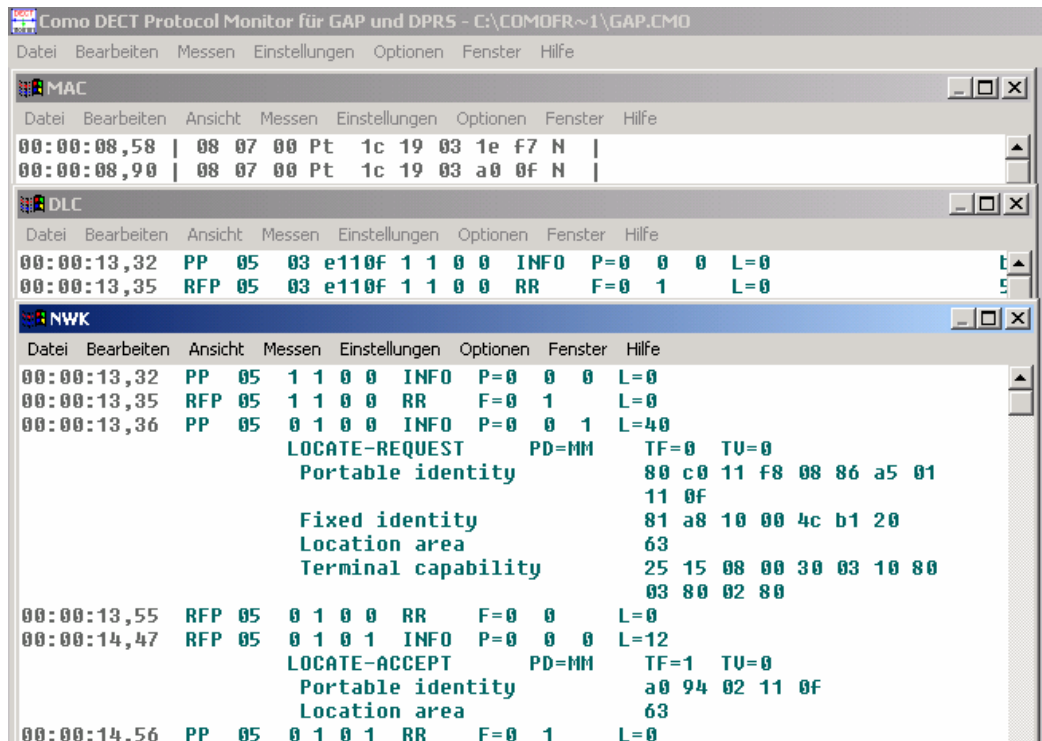 Como DECT Protocol Monitor für GAP und DPRS - C:\COMOFR~1\GAP.CMO
Datei Bearbeiten Messen Einstellungen Optionen Fenster Hilfe
MAC
Datei Bearbeiten Ansicht Messen Einstellungen Optionen Fenster Hilfe
00:00:08,58 | 08 07 00 Pt 1c 19 03 1e f7 N |
00:00:08,90 | 08 07 00 Pt 1c 19 03 a0 0f N |
DLC
Datei Bearbeiten Ansicht Messen Einstellungen Optionen Fenster Hilfe
00:00:13,32 PP 05 03 e110f 1 1 0 0 INFO P=0 0 0 L=0
00:00:13,35 RFP 05 03 e110f 1 1 0 0 RR F=0 1 L=0
NWK
Datei Bearbeiten Ansicht Messen Einstellungen Optionen Fenster Hilfe
00:00:13,32 PP 05 1 1 0 0 INFO P=0 0 0 L=0
00:00:13,35 RFP 05 1 1 0 0 RR F=0 1 L=0
00:00:13,36 PP 05 0 1 0 0 INFO P=0 0 1 L=40
LOCATE-REQUEST PD=MM TF=0 TV=0
Portable identity 80 c0 11 f8 08 86 a5 01
11 0f
Fixed identity 81 a8 10 00 4c b1 20
Location area 63
Terminal capability 25 15 08 00 30 03 10 80
03 80 02 80
00:00:13,55 RFP 05 0 1 0 0 RR F=0 0 L=0
00:00:14,47 RFP 05 0 1 0 1 INFO P=0 0 0 L=12
LOCATE-ACCEPT PD=MM TF=1 TV=0
Portable identity a0 94 02 11 0f
Location area 63
00:00:14,56 PP 05 0 1 0 1 RR F=0 1 L=0